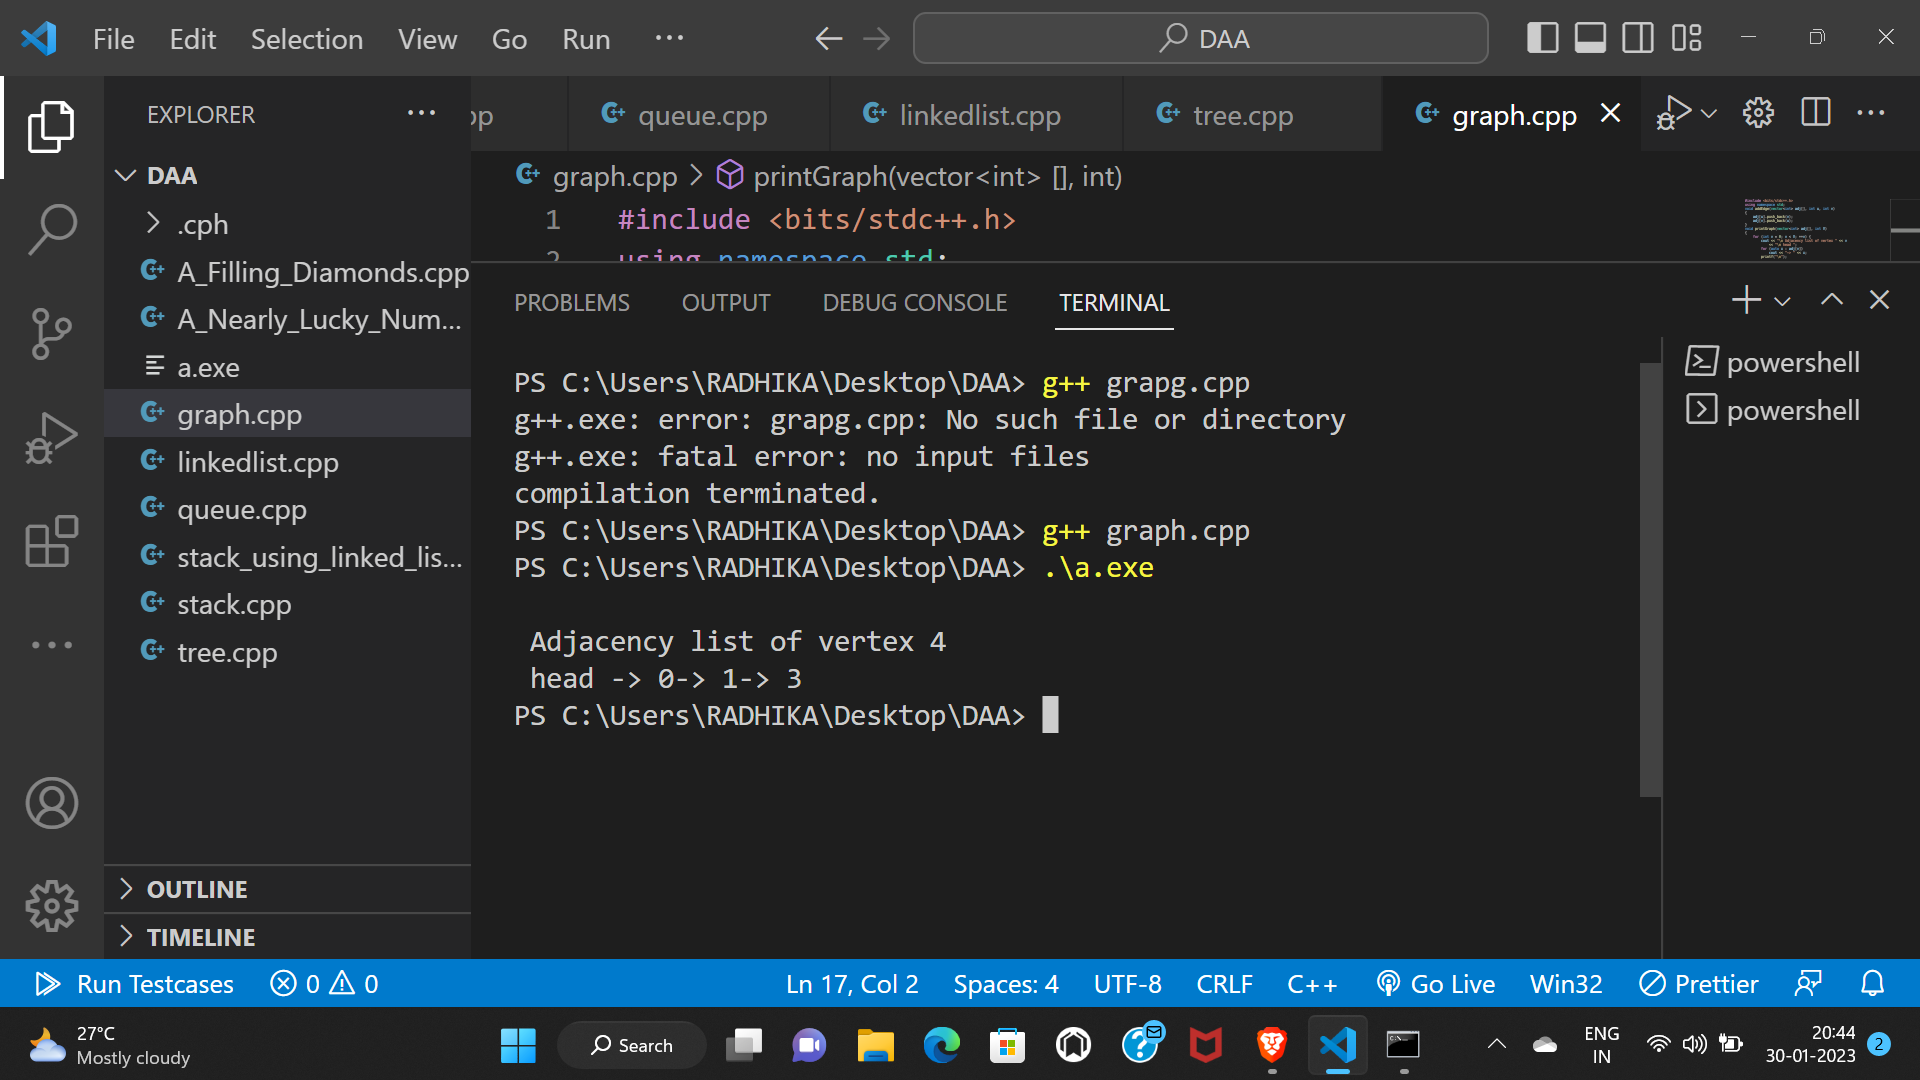 File Edit Selection View Go Run ...
DAA
EXPLORER ...
pp queue.cpp linkedlist.cpp tree.cpp graph.cpp
DAA
graph.cpp > printGraph(vector<int> [], int)
.cph
1 #include <bits/stdc++.h>
A_Filling_Diamonds.cpp
2 using namespace std;
A_Nearly_Lucky_Num...
a.exe
graph.cpp
linkedlist.cpp
queue.cpp
stack_using_linked_lis...
stack.cpp
tree.cpp
OUTLINE
TIMELINE
PROBLEMS OUTPUT DEBUG CONSOLE TERMINAL
PS C:\Users\RADHIKA\Desktop\DAA> g++ grapg.cpp
g++.exe: error: grapg.cpp: No such file or directory
g++.exe: fatal error: no input files
compilation terminated.
PS C:\Users\RADHIKA\Desktop\DAA> g++ graph.cpp
PS C:\Users\RADHIKA\Desktop\DAA> .\a.exe
Adjacency list of vertex 4
head -> 0-> 1-> 3
PS C:\Users\RADHIKA\Desktop\DAA>
powershell
powershell
Run Testcases 0 0 Ln 17, Col 2 Spaces: 4 UTF-8 CRLF C++ Go Live Win32 Prettier
27°C
Mostly cloudy
Search
ENG
IN
20:44
30-01-2023
2